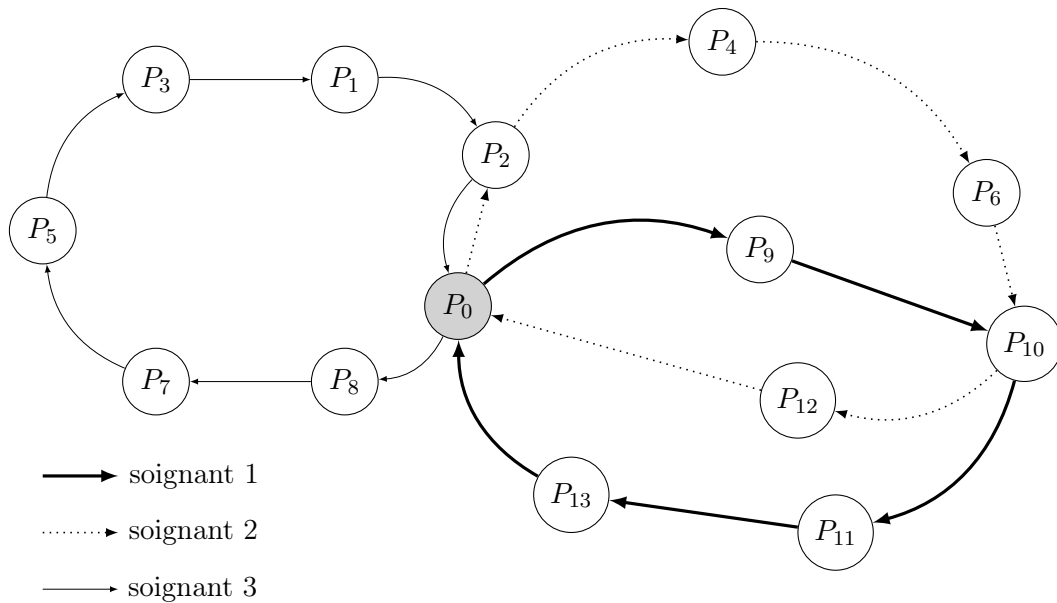 P4
P3
P1
P2
P6
P5
P9
P0
P10
P7
P8
P12
soignant 1
P13
soignant 2
P11
soignant 3